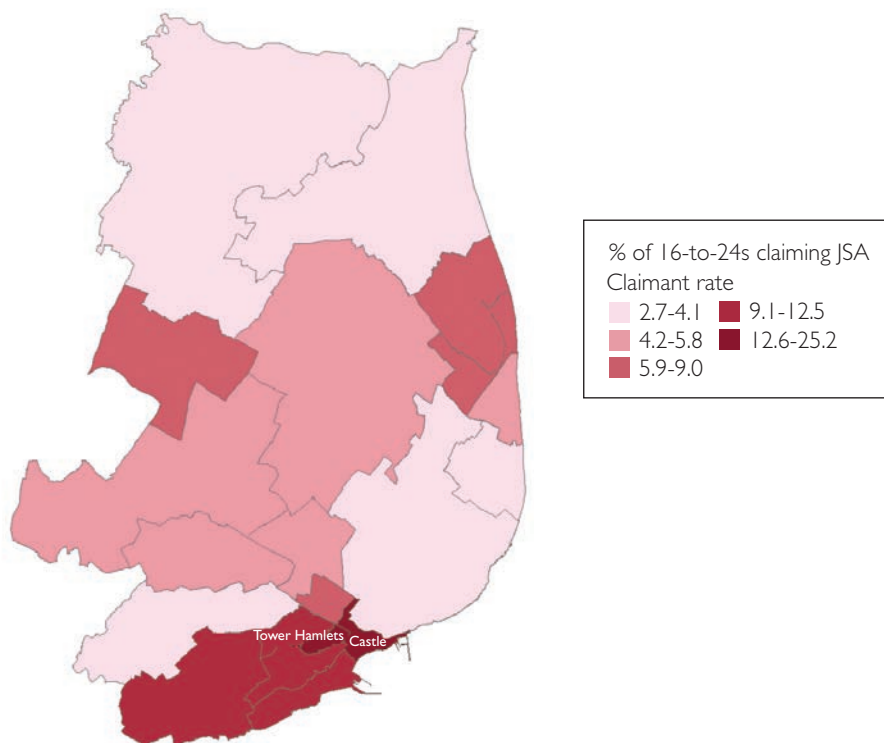 % of 16-to-24s claiming JSA
Claimant rate
2.7-4.1 9.1-12.5
4.2-5.8 12.6-25.2
5.9-9.0
Tower Hamlets Castle